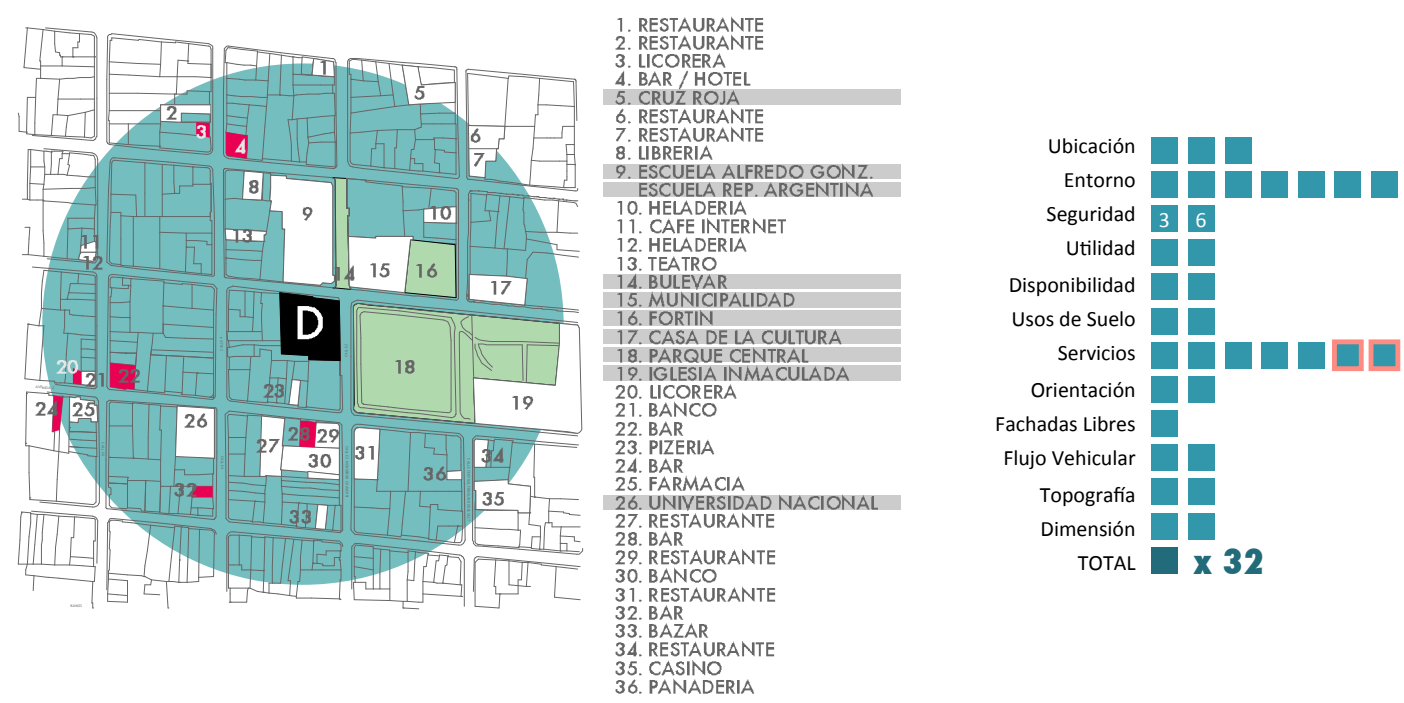 1
2
3
4
5
6
7
8
9
10
11
12
13
14
15
16
17
D
18
19
20
21
22
23
24
25
26
27
28
29
30
31
32
33
34
35
36
1. RESTAURANTE
2. RESTAURANTE
3. LICORERA
4. BAR / HOTEL
5. CRUZ ROJA
6. RESTAURANTE
7. RESTAURANTE
8. LIBRERIA
9. ESCUELA ALFREDO GONZ.
ESCUELA REP. ARGENTINA
10. HELADERIA
11. CAFE INTERNET
12. HELADERIA
13. TEATRO
14. BULEVAR
15. MUNICIPALIDAD
16. FORTIN
17. CASA DE LA CULTURA
18. PARQUE CENTRAL
19. IGLESIA INMACULADA
20. LICORERA
21. BANCO
22. BAR
23. PIZERIA
24. BAR
25. FARMACIA
26. UNIVERSIDAD NACIONAL
27. RESTAURANTE
28. BAR
29. RESTAURANTE
30. BANCO
31. RESTAURANTE
32. BAR
33. BAZAR
34. RESTAURANTE
35. CASINO
36. PANADERIA
Ubicación
Entorno
Seguridad 3 6
Utilidad
Disponibilidad
Usos de Suelo
Servicios
Orientación
Fachadas Libres
Flujo Vehicular
Topografía
Dimensión
TOTAL x 32